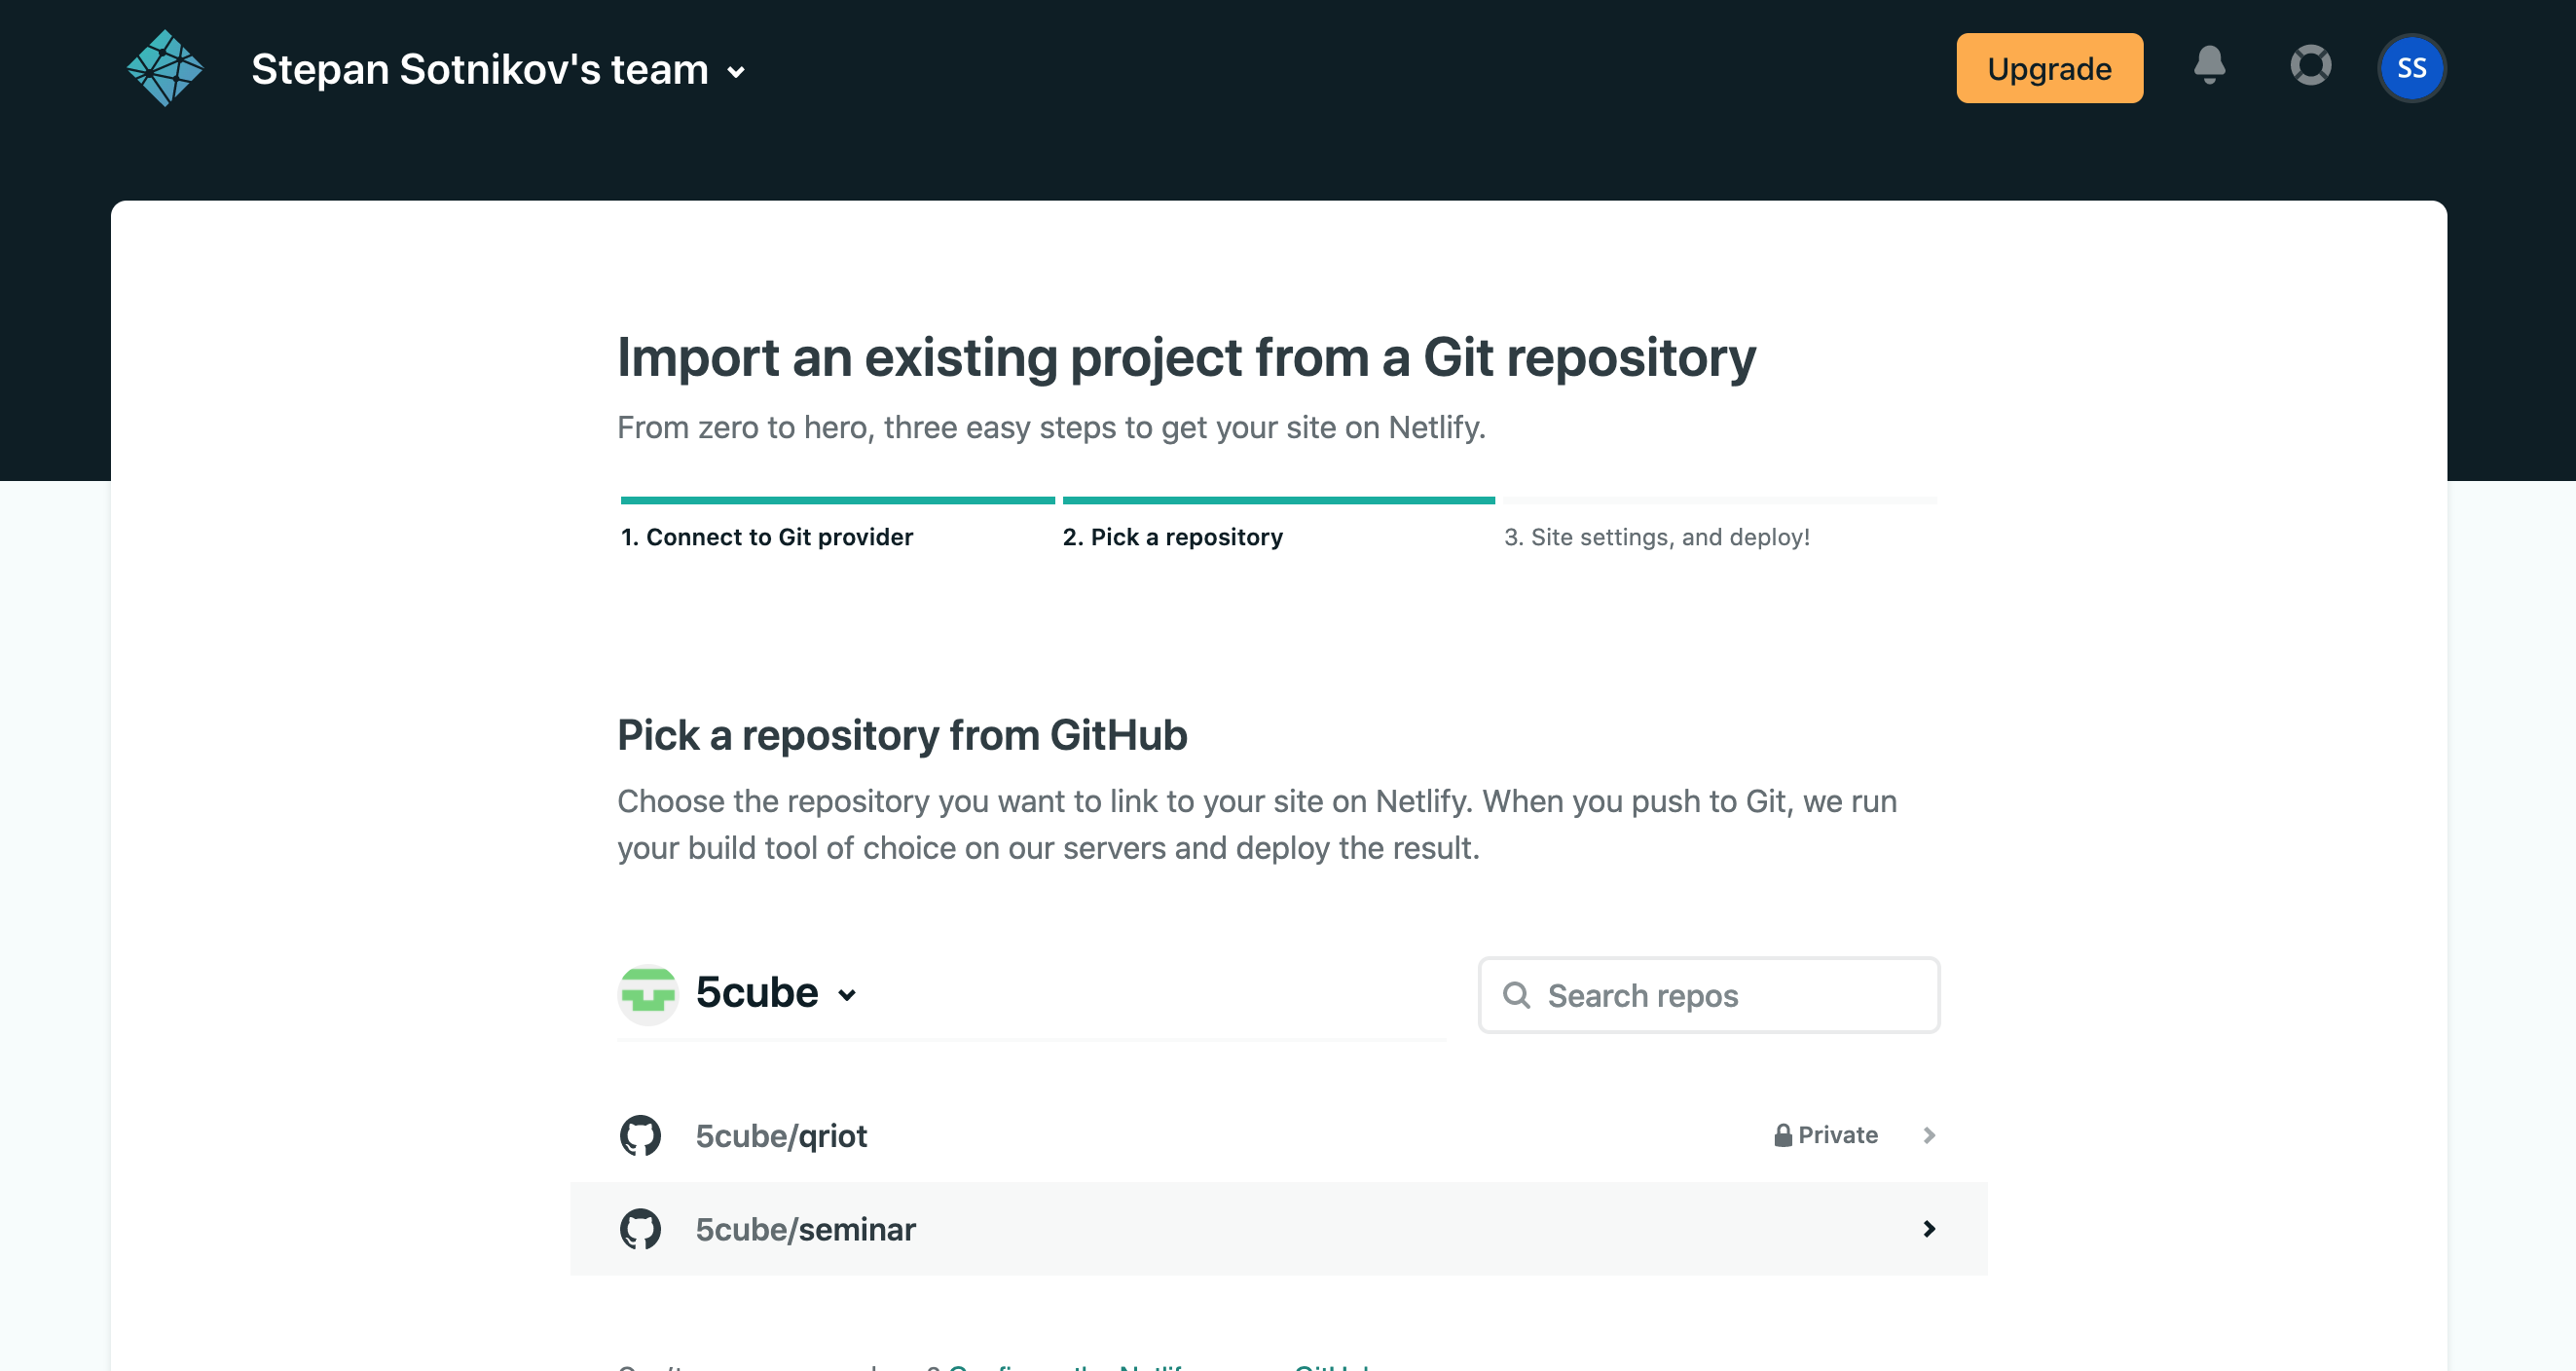 Stepan Sotnikov's team
Upgrade
SS
Import an existing project from a Git repository
From zero to hero, three easy steps to get your site on Netlify.
1. Connect to Git provider
2. Pick a repository
3. Site settings, and deploy!
Pick a repository from GitHub
Choose the repository you want to link to your site on Netlify. When you push to Git, we run
your build tool of choice on our servers and deploy the result.
5cube
Search repos
5cube/qriot
Private
5cube/seminar